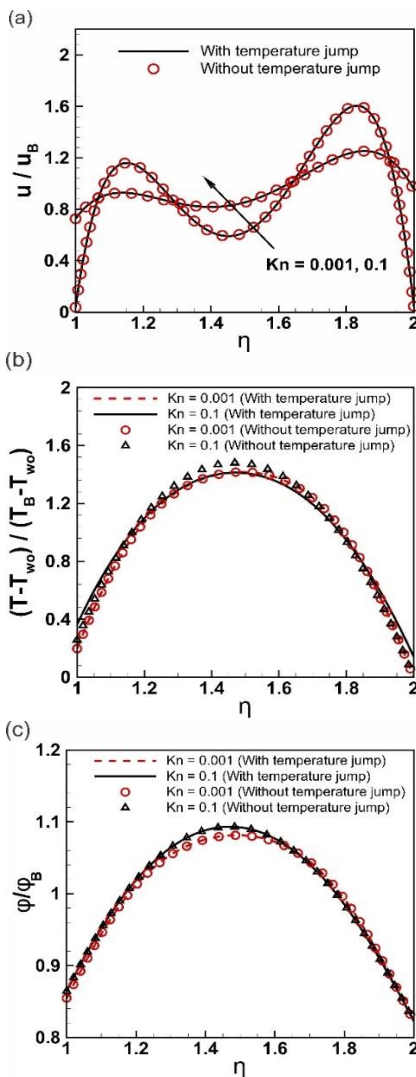 (a)
2
1.6
1.2
0.8
0.4
0
u / u_B
With temperature jump
Without temperature jump
Kn = 0.001, 0.1
1 1.2 1.4 1.6 1.8 2
η
(b)
2
1.6
1.2
0.8
0.4
0
(T-T_wo) / (T_B-T_wo)
Kn = 0.001 (With temperature jump)
Kn = 0.1 (With temperature jump)
Kn = 0.001 (Without temperature jump)
Kn = 0.1 (Without temperature jump)
1 1.2 1.4 1.6 1.8 2
η
(c)
1.2
1.1
1
0.9
0.8
φ/φ_B
Kn = 0.001 (With temperature jump)
Kn = 0.1 (With temperature jump)
Kn = 0.001 (Without temperature jump)
Kn = 0.1 (Without temperature jump)
1 1.2 1.4 1.6 1.8 2
η